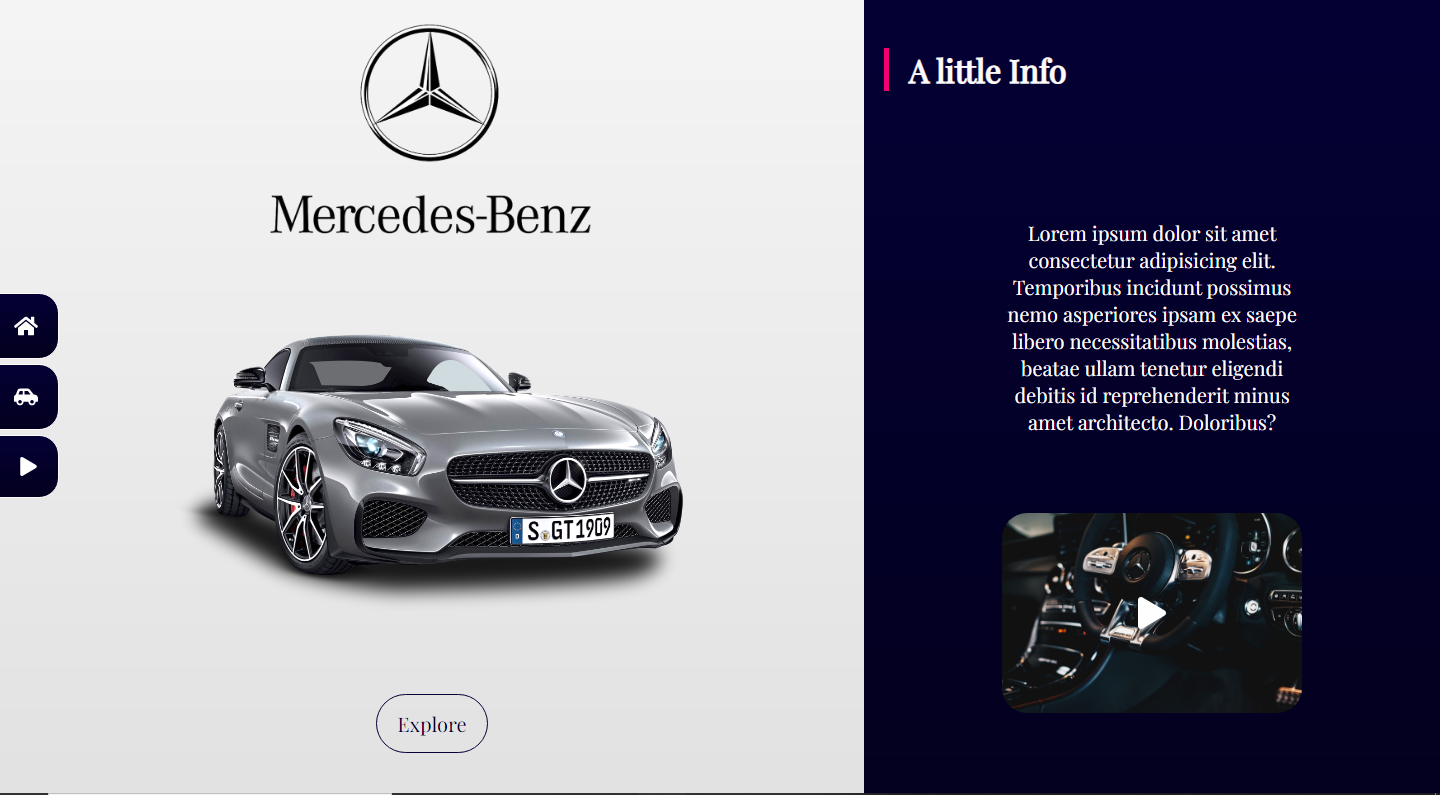 Mercedes-Benz
S GT1909
Explore
A little Info
Lorem ipsum dolor sit amet
consectetur adipisicing elit.
Temporibus incidunt possimus
nemo asperiores ipsam ex saepe
libero necessitatibus molestias,
beatae ullam tenetur eligendi
debitis id reprehenderit minus
amet architecto. Doloribus?